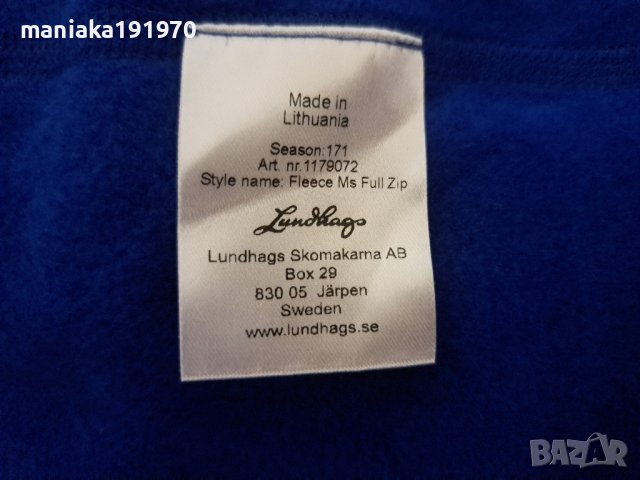 maniaka191970
Made in
Lithuania
Season:171
Art. nr.1179072
Style name: Fleece Ms Full Zip
Lundhags
Lundhags Skomakarna AB
Box 29
830 05 Järpen
Sweden
www.lundhags.se
BAZAR